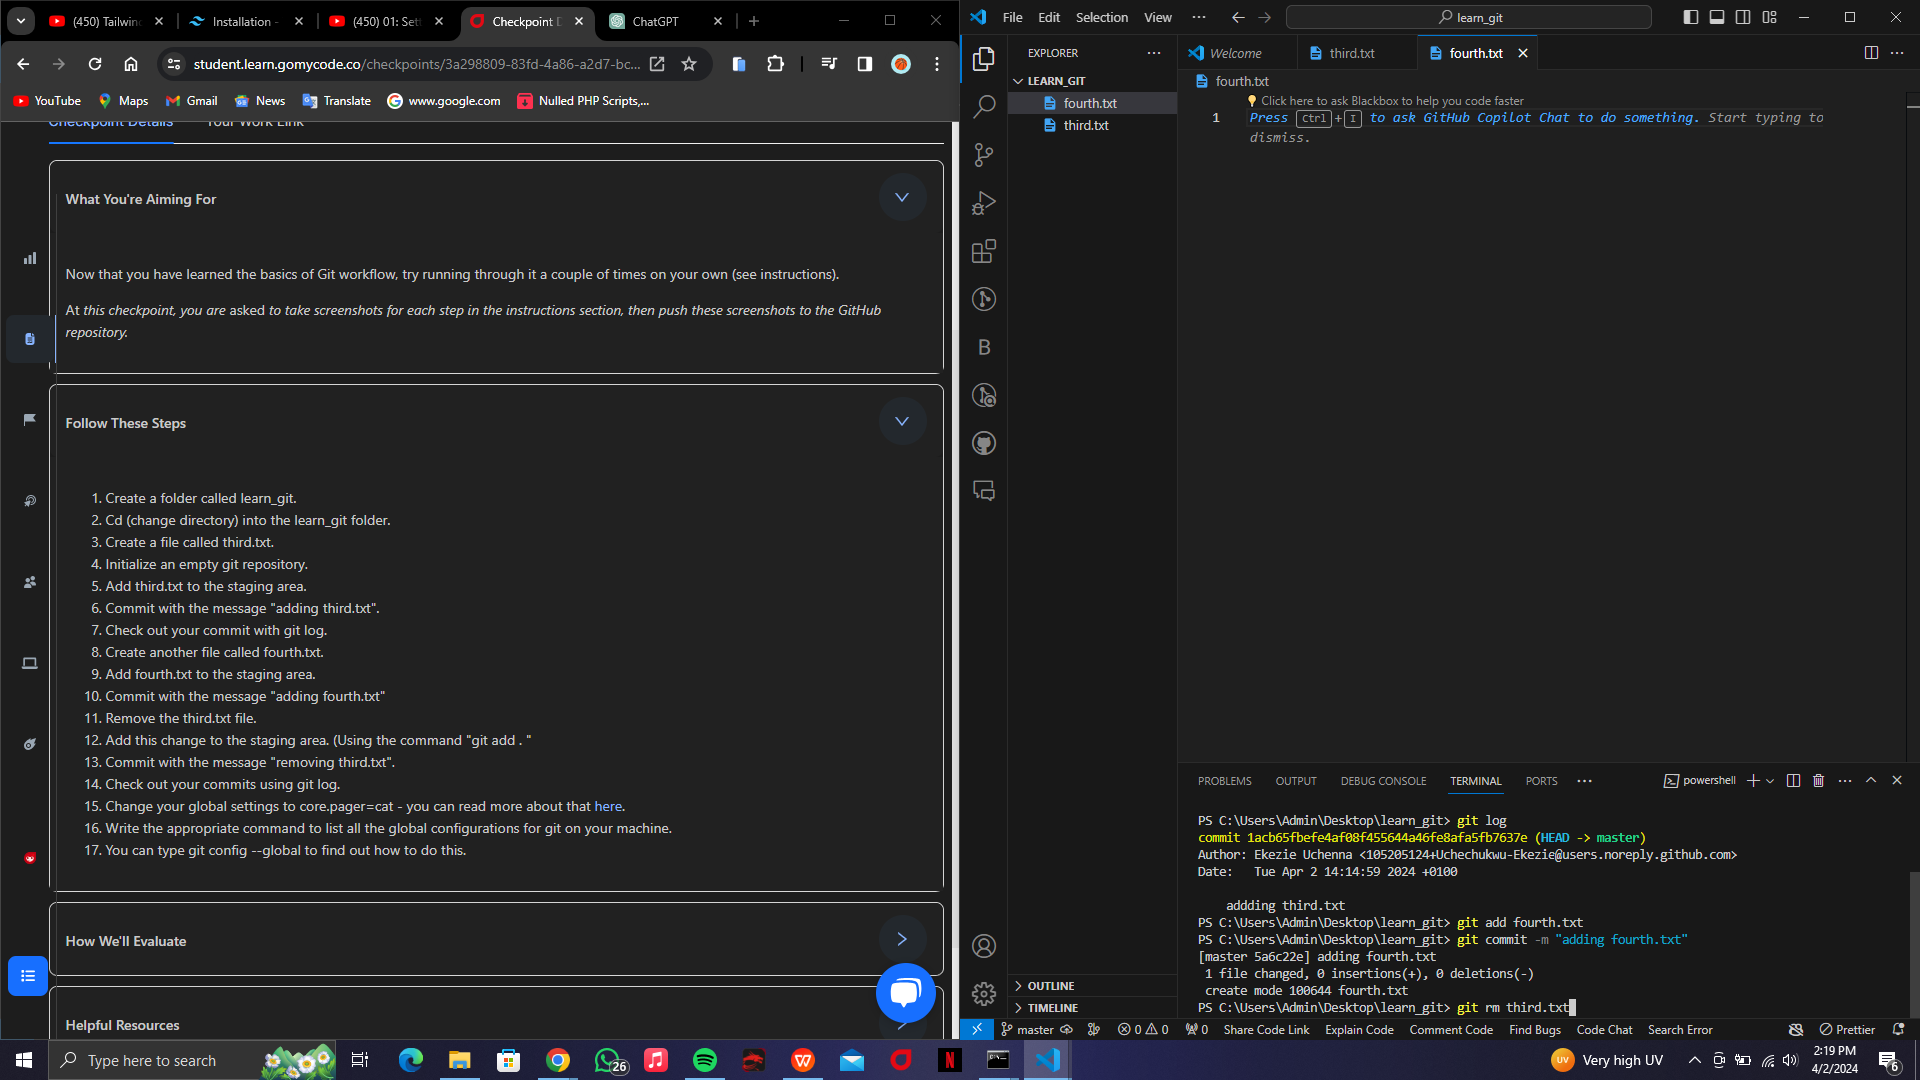 (450) Tailwin
Installation -
(450) 01: Set
Checkpoint D
ChatGPT
student.learn.gomycode.co/checkpoints/3a298809-83fd-4a86-a2d7-bc...
YouTube
Maps
Gmail
News
Translate
www.google.com
Nulled PHP Scripts,...
Checkpoint Details
Your Work Link
What You're Aiming For
Now that you have learned the basics of Git workflow, try running through it a couple of times on your own (see instructions).
At this checkpoint, you are asked to take screenshots for each step in the instructions section, then push these screenshots to the GitHub
repository.
Follow These Steps
1. Create a folder called learn_git.
2. Cd (change directory) into the learn_git folder.
3. Create a file called third.txt.
4. Initialize an empty git repository.
5. Add third.txt to the staging area.
6. Commit with the message "adding third.txt".
7. Check out your commit with git log.
8. Create another file called fourth.txt.
9. Add fourth.txt to the staging area.
10. Commit with the message "adding fourth.txt"
11. Remove the third.txt file.
12. Add this change to the staging area. (Using the command "git add . "
13. Commit with the message "removing third.txt".
14. Check out your commits using git log.
15. Change your global settings to core.pager=cat - you can read more about that here.
16. Write the appropriate command to list all the global configurations for git on your machine.
17. You can type git config --global to find out how to do this.
How We'll Evaluate
Helpful Resources
File Edit Selection View ...
learn_git
EXPLORER
LEARN_GIT
fourth.txt
third.txt
OUTLINE
TIMELINE
Welcome
third.txt
fourth.txt
fourth.txt
Click here to ask Blackbox to help you code faster
1 Press Ctrl + I to ask GitHub Copilot Chat to do something. Start typing to
dismiss.
PROBLEMS OUTPUT DEBUG CONSOLE TERMINAL PORTS ...
powershell
PS C:\Users\Admin\Desktop\learn_git> git log
commit 1acb65fbefe4af08f455644a46fe8afa5fb7637e (HEAD -> master)
Author: Ekezie Uchenna <105205124+Uchechukwu-Ekezie@users.noreply.github.com>
Date:   Tue Apr 2 14:14:59 2024 +0100
addding third.txt
PS C:\Users\Admin\Desktop\learn_git> git add fourth.txt
PS C:\Users\Admin\Desktop\learn_git> git commit -m "adding fourth.txt"
[master 5a6c22e] adding fourth.txt
1 file changed, 0 insertions(+), 0 deletions(-)
create mode 100644 fourth.txt
PS C:\Users\Admin\Desktop\learn_git> git rm third.txt
master
0 0
0
Share Code Link
Explain Code
Comment Code
Find Bugs
Code Chat
Search Error
Prettier
Type here to search
26
UV
Very high UV
2:19 PM
4/2/2024
6